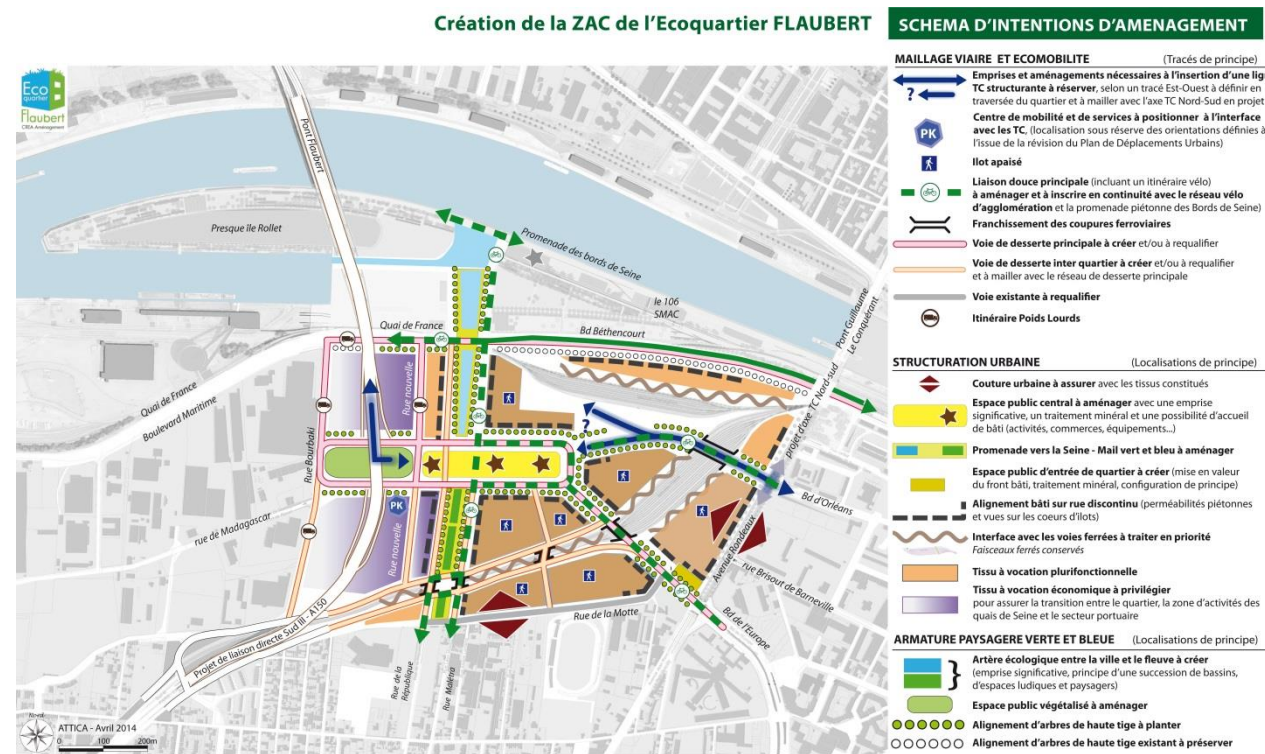 Création de la ZAC de l'Ecoquartier FLAUBERT
SCHEMA D'INTENTIONS D'AMENAGEMENT
Eco
quartier
Flaubert
CREA Aménagement
Pont Flaubert
Presque île Rollet
Promenade des bords de Seine
le 106
SMAC
Pont Guillaume
Le Conquérant
Quai de France
Bd Béthencourt
Quai de France
Boulevard Maritime
Rue nouvelle
projet d'axe TC Nord-sud
?
Rue Bourbaki
Bd d'Orléans
PK
rue de Madagascar
Rue nouvelle
Avenue Rondeaux
rue Brisout de Barneville
Rue de la Motte
Bd de l'Europe
Projet de liaison directe Sud III - A150
Rue de la
République
Rue Malétra
Nord
ATTICA - Avril 2014
0 100 200m
MAILLAGE VIAIRE ET ECOMOBILITE (Tracés de principe)
Emprises et aménagements nécessaires à l'insertion d'une lig
? TC structurante à réserver, selon un tracé Est-Ouest à définir en
traversée du quartier et à mailler avec l'axe TC Nord-Sud en projet
Centre de mobilité et de services à positionner à l'interface
PK avec les TC, (localisation sous réserve des orientations définies à
l'issue de la révision du Plan de Déplacements Urbains)
Ilot apaisé
Liaison douce principale (incluant un itinéraire vélo)
à aménager et à inscrire en continuité avec le réseau vélo
d'agglomération et la promenade piétonne des Bords de Seine)
Franchissement des coupures ferroviaires
Voie de desserte principale à créer et/ou à requalifier
Voie de desserte inter quartier à créer et/ou à requalifier
et à mailler avec le réseau de desserte principale
Voie existante à requalifier
Itinéraire Poids Lourds
STRUCTURATION URBAINE (Localisations de principe)
Couture urbaine à assurer avec les tissus constitués
Espace public central à aménager avec une emprise
significative, un traitement minéral et une possibilité d'accueil
de bâti (activités, commerces, équipements...)
Promenade vers la Seine - Mail vert et bleu à aménager
Espace public d'entrée de quartier à créer (mise en valeur
du front bâti, traitement minéral, configuration de principe)
Alignement bâti sur rue discontinu (perméabilités piétonnes
et vues sur les coeurs d'ilots)
Interface avec les voies ferrées à traiter en priorité
Faisceaux ferrés conservés
Tissu à vocation plurifonctionnelle
Tissu à vocation économique à privilégier
pour assurer la transition entre le quartier, la zone d'activités des
quais de Seine et le secteur portuaire
ARMATURE PAYSAGERE VERTE ET BLEUE (Localisations de principe)
Artère écologique entre la ville et le fleuve à créer
(emprise significative, principe d'une succession de bassins,
d'espaces ludiques et paysagers)
Espace public végétalisé à aménager
Alignement d'arbres de haute tige à planter
Alignement d'arbres de haute tige existant à préserver